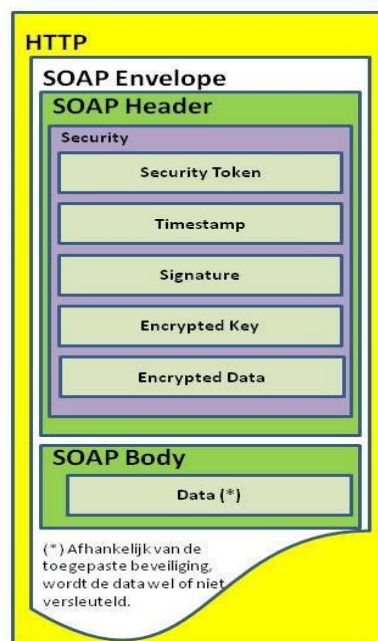 HTTP
SOAP Envelope
SOAP Header
Security
Security Token
Timestamp
Signature
Encrypted Key
Encrypted Data
SOAP Body
Data (*)
(*) Afhankelijk van de
toegepaste beveiliging,
wordt de data wel of niet
versleuteld.